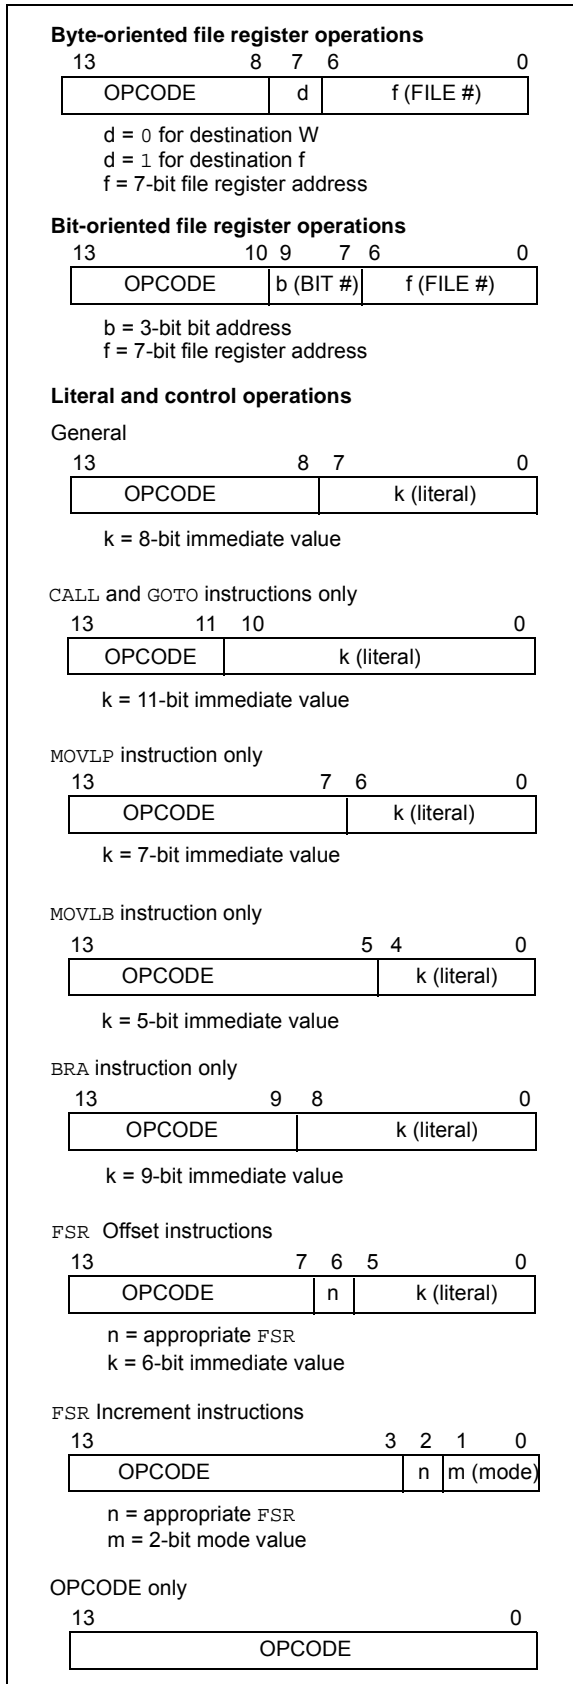 Byte-oriented file register operations
13 8 7 6 0
OPCODE d f (FILE #)
d = 0 for destination W
d = 1 for destination f
f = 7-bit file register address
Bit-oriented file register operations
13 10 9 7 6 0
OPCODE b (BIT #) f (FILE #)
b = 3-bit bit address
f = 7-bit file register address
Literal and control operations
General
13 8 7 0
OPCODE k (literal)
k = 8-bit immediate value
CALL and GOTO instructions only
13 11 10 0
OPCODE k (literal)
k = 11-bit immediate value
MOVLP instruction only
13 7 6 0
OPCODE k (literal)
k = 7-bit immediate value
MOVLB instruction only
13 5 4 0
OPCODE k (literal)
k = 5-bit immediate value
BRA instruction only
13 9 8 0
OPCODE k (literal)
k = 9-bit immediate value
FSR Offset instructions
13 7 6 5 0
OPCODE n k (literal)
n = appropriate FSR
k = 6-bit immediate value
FSR Increment instructions
13 3 2 1 0
OPCODE n m (mode)
n = appropriate FSR
m = 2-bit mode value
OPCODE only
13 0
OPCODE